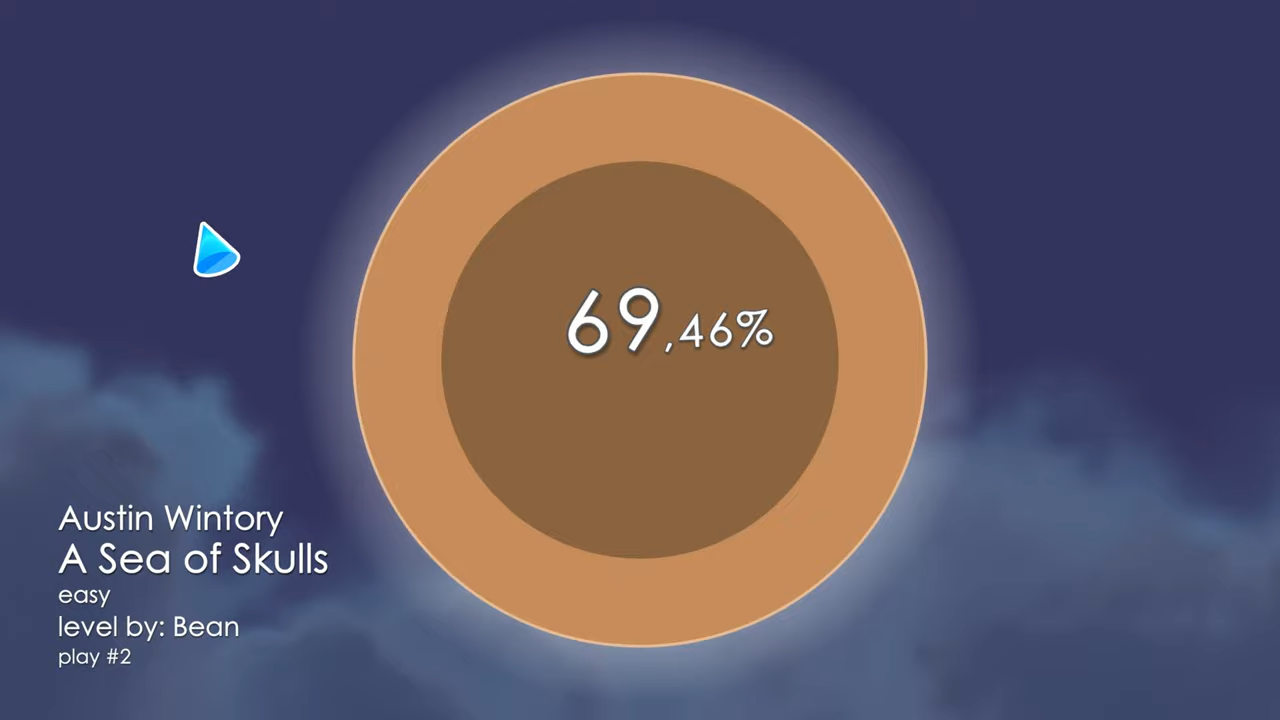 69,46%
Austin Wintory
A Sea of Skulls
easy
level by: Bean
play #2